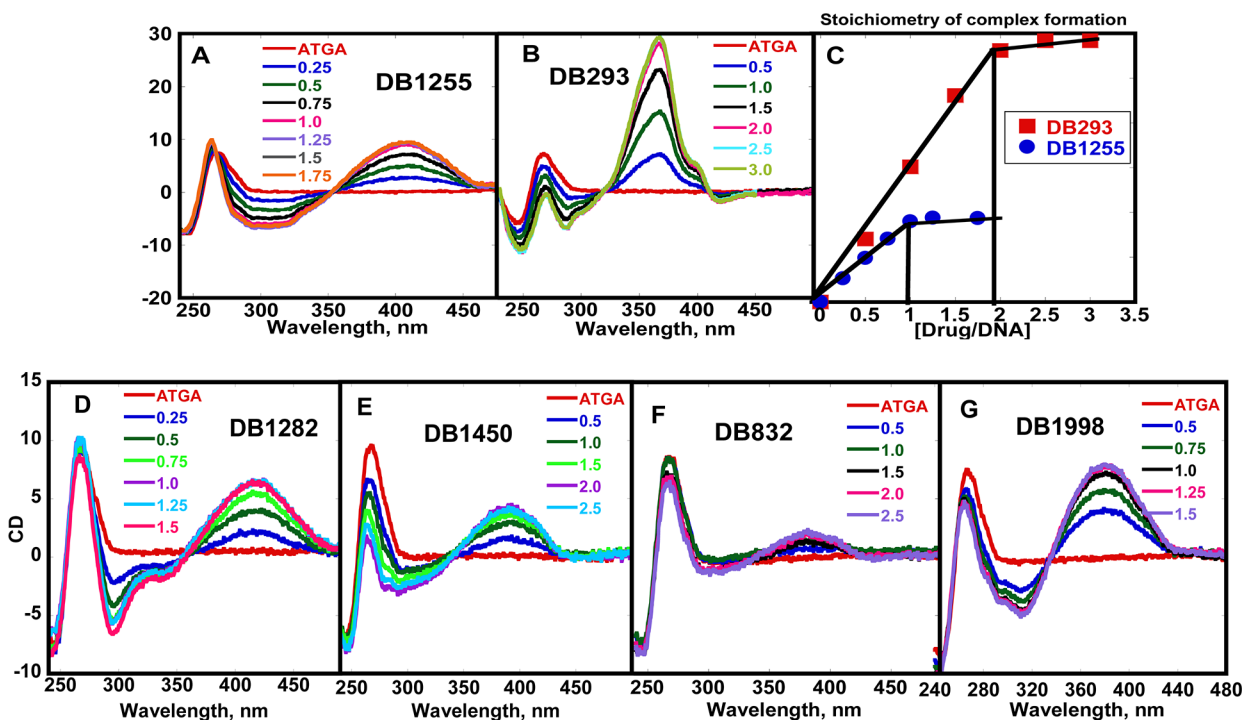 Stoichiometry of complex formation
A
DB1255
ATGA
0.25
0.5
0.75
1.0
1.25
1.5
1.75
30
20
10
0
-10
-20
250 300 350 400 450
Wavelength, nm
B
DB293
ATGA
0.5
1.0
1.5
2.0
2.5
3.0
250 300 350 400 450
Wavelength, nm
C
DB293
DB1255
0 0.5 1 1.5 2 2.5 3 3.5
[Drug/DNA]
D
DB1282
ATGA
0.25
0.5
0.75
1.0
1.25
1.5
CD
15
10
5
0
-5
-10
250 300 350 400 450
Wavelength, nm
E
DB1450
ATGA
0.5
1.0
1.5
2.0
2.5
250 300 350 400 450
Wavelength, nm
F
DB832
ATGA
0.5
1.0
1.5
2.0
2.5
250 300 350 400 450
Wavelength, nm
G
DB1998
ATGA
0.5
0.75
1.0
1.25
1.5
240 280 320 360 400 440 480
Wavelength, nm